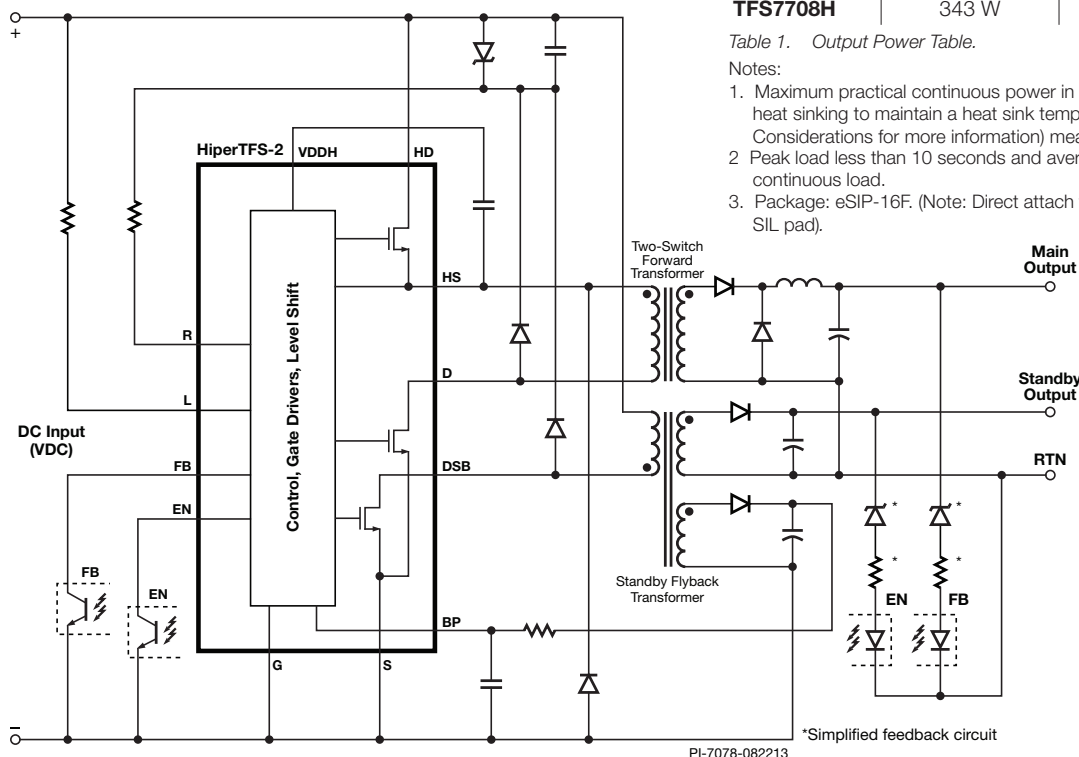 TFS7708H 343 W
Table 1. Output Power Table.
Notes:
1. Maximum practical continuous power in
heat sinking to maintain a heat sink temp
Considerations for more information) mea
2 Peak load less than 10 seconds and aver
continuous load.
3. Package: eSIP-16F. (Note: Direct attach
SIL pad).
+
HiperTFS-2 VDDH HD
Two-Switch
Forward
Transformer
Main
Output
HS
R
D
Standby
Output
L
DC Input
(VDC)
Control, Gate Drivers, Level Shift
FB
DSB
RTN
EN
* *
* *
FB
EN
Standby Flyback
Transformer
EN FB
BP
G S
–
*Simplified feedback circuit
PI-7078-082213